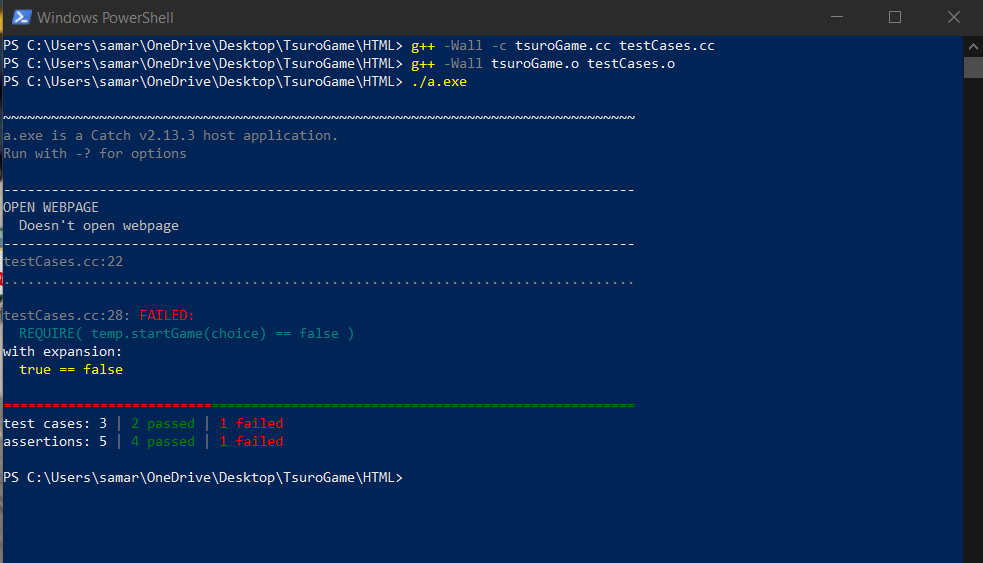 Windows PowerShell
PS C:\Users\samar\OneDrive\Desktop\TsuroGame\HTML> g++ -Wall -c tsuroGame.cc testCases.cc
PS C:\Users\samar\OneDrive\Desktop\TsuroGame\HTML> g++ -Wall tsuroGame.o testCases.o
PS C:\Users\samar\OneDrive\Desktop\TsuroGame\HTML> ./a.exe
~~~~~~~~~~~~~~~~~~~~~~~~~~~~~~~~~~~~~~~~~~~~~~~~~~~~~~~~~~~~~~~~~~~~~~~~~~~~~~~
a.exe is a Catch v2.13.3 host application.
Run with -? for options
-------------------------------------------------------------------------------
OPEN WEBPAGE
  Doesn't open webpage
-------------------------------------------------------------------------------
testCases.cc:22
...............................................................................
testCases.cc:28: FAILED:
  REQUIRE( temp.startGame(choice) == false )
with expansion:
  true == false
===============================================================================
test cases: 3 | 2 passed | 1 failed
assertions: 5 | 4 passed | 1 failed
PS C:\Users\samar\OneDrive\Desktop\TsuroGame\HTML>